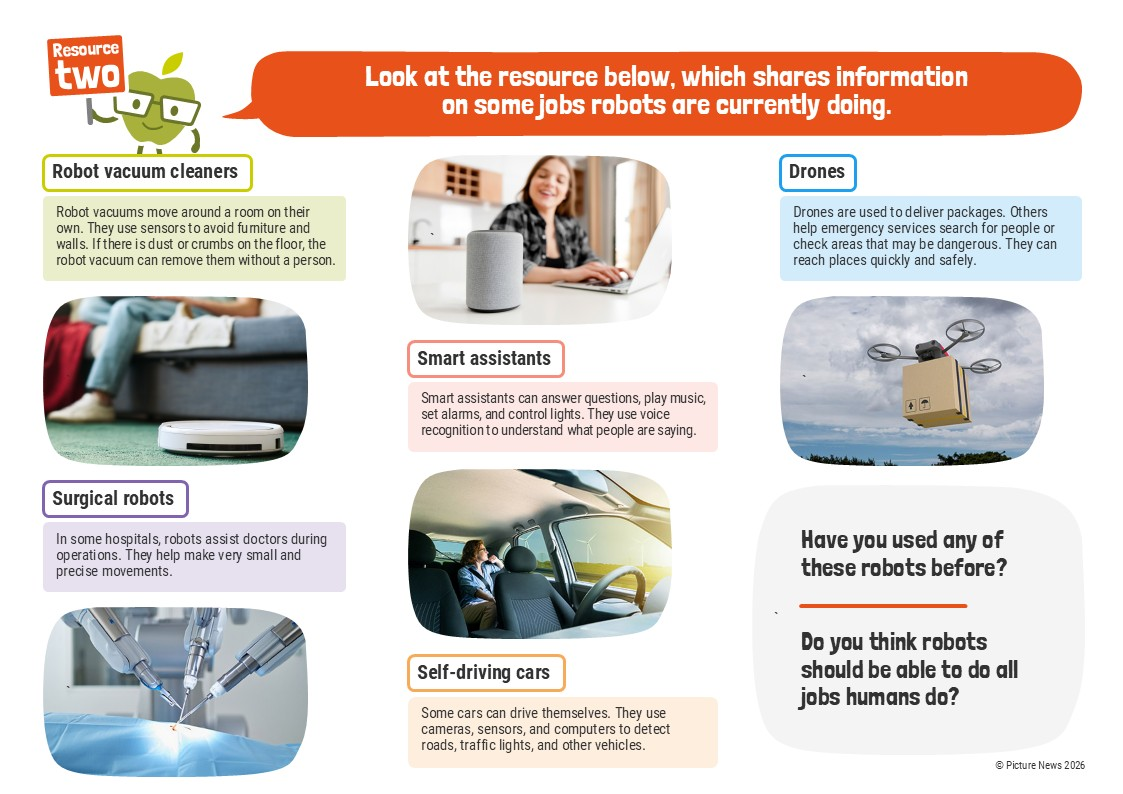 Resource
two
Look at the resource below, which shares information
on some jobs robots are currently doing.
Robot vacuum cleaners
Robot vacuums move around a room on their
own. They use sensors to avoid furniture and
walls. If there is dust or crumbs on the floor, the
robot vacuum can remove them without a person.
Surgical robots
In some hospitals, robots assist doctors during
operations. They help make very small and
precise movements.
Smart assistants
Smart assistants can answer questions, play music,
set alarms, and control lights. They use voice
recognition to understand what people are saying.
Self-driving cars
Some cars can drive themselves. They use
cameras, sensors, and computers to detect
roads, traffic lights, and other vehicles.
Drones
Drones are used to deliver packages. Others
help emergency services search for people or
check areas that may be dangerous. They can
reach places quickly and safely.
Have you used any of
these robots before?
Do you think robots
should be able to do all
jobs humans do?
© Picture News 2026